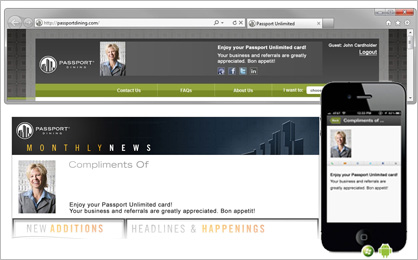 http://passportdining.com/
Passport Unlimited
PASSPORT
DINING
Enjoy your Passport Unlimited card!
Your business and referrals are greatly
appreciated. Bon appetit!
Guest: John Cardholder
Logout
Contact Us
FAQs
About Us
I want to:
PASSPORT
DINING
MONTHLY NEWS
Compliments Of
Enjoy your Passport Unlimited card!
Your business and referrals are greatly appreciated. Bon appetit!
NEW ADDITIONS
HEADLINES & HAPPENINGS
Compliments of ...
Enjoy your Passport Unlimited card!
Your business and referrals are greatly
appreciated. Bon appetit!